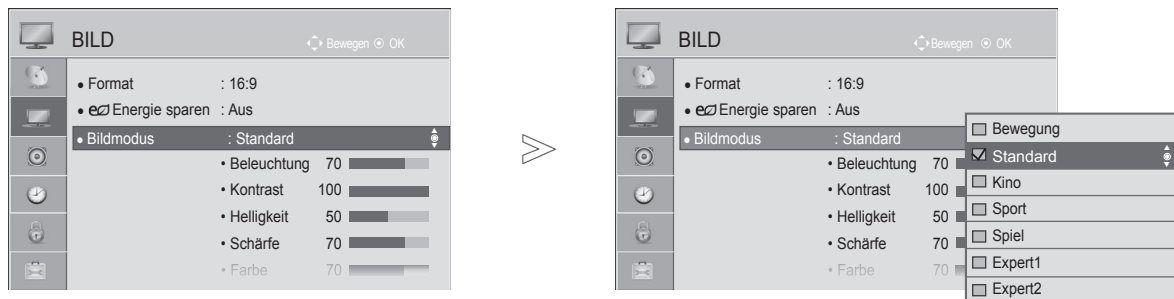 BILD
Bewegen ⊙ OK
• Format : 16:9
• eco Energie sparen : Aus
• Bildmodus : Standard
• Beleuchtung 70
• Kontrast 100
• Helligkeit 50
• Schärfe 70
• Farbe 70
>
BILD
Bewegen ⊙ OK
• Format : 16:9
• eco Energie sparen : Aus
• Bildmodus : Standard
• Beleuchtung 70
• Kontrast 100
• Helligkeit 50
• Schärfe 70
• Farbe 70
Bewegung
Standard
Kino
Sport
Spiel
Expert1
Expert2